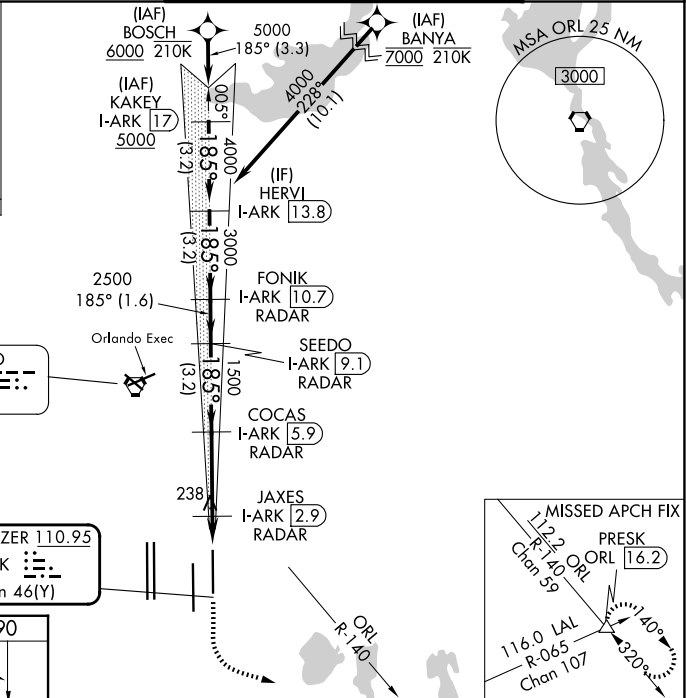 (IAF)
BOSCH
6000 210K
5000
185° (3.3)
(IAF)
BANYA
7000 210K
4000
228°
(10.1)
MSA ORL 25 NM
3000
(IAF)
KAKEY
I-ARK 17
5000
005°
4000
185°
(3.2)
(IF)
HERVI
I-ARK 13.8
3000
185°
(3.2)
2500
185° (1.6)
FONIK
I-ARK 10.7
RADAR
Orlando Exec
SEEDO
I-ARK 9.1
RADAR
1500
185°
(3.2)
COCAS
I-ARK 5.9
RADAR
238
JAXES
I-ARK 2.9
RADAR
ZER 110.95
K
n 46(Y)
90
ORL
R-140
MISSED APCH FIX
112.2 ORL
R-140
Chan 59
PRESK
ORL 16.2
116.0 LAL
R-065
Chan 107
140°
320°